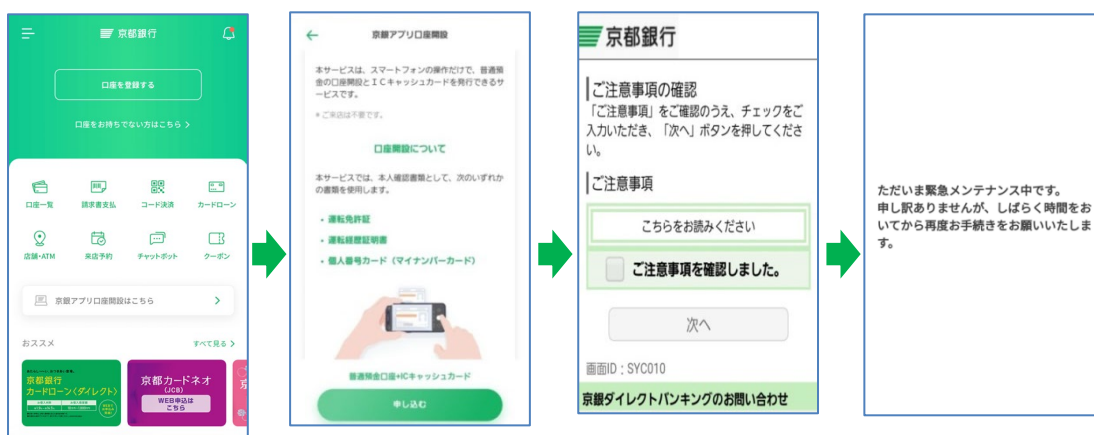 京都銀行
口座を登録する
口座をお持ちでない方はこちら >
口座一覧
請求書支払
コード決済
カードローン
店舗・ATM
来店予約
チャットボット
クーポン
京銀アプリ口座開設はこちら >
おススメ
すべて見る >
京都銀行
カードローン〈ダイレクト〉
京都カードネオ
(JCB)
WEB申込は
こちら
京銀アプリ口座開設
本サービスは、スマートフォンの操作だけで、普通預
金の口座開設とICキャッシュカードを発行できるサ
ービスです。
* ご来店は不要です。
口座開設について
本サービスでは、本人確認書類として、次のいずれか
の書類を使用します。
・運転免許証
・運転経歴証明書
・個人番号カード（マイナンバーカード）
普通預金口座+ICキャッシュカード
申し込む
京都銀行
ご注意事項の確認
「ご注意事項」をご確認のうえ、チェックをご
入力いただき、「次へ」ボタンを押してくださ
い。
ご注意事項
こちらをお読みください
ご注意事項を確認しました。
次へ
画面ID：SYC010
京銀ダイレクトバンキングのお問い合わせ
ただいま緊急メンテナンス中です。
申し訳ありませんが、しばらく時間をお
いてから再度お手続きをお願いいたしま
す。